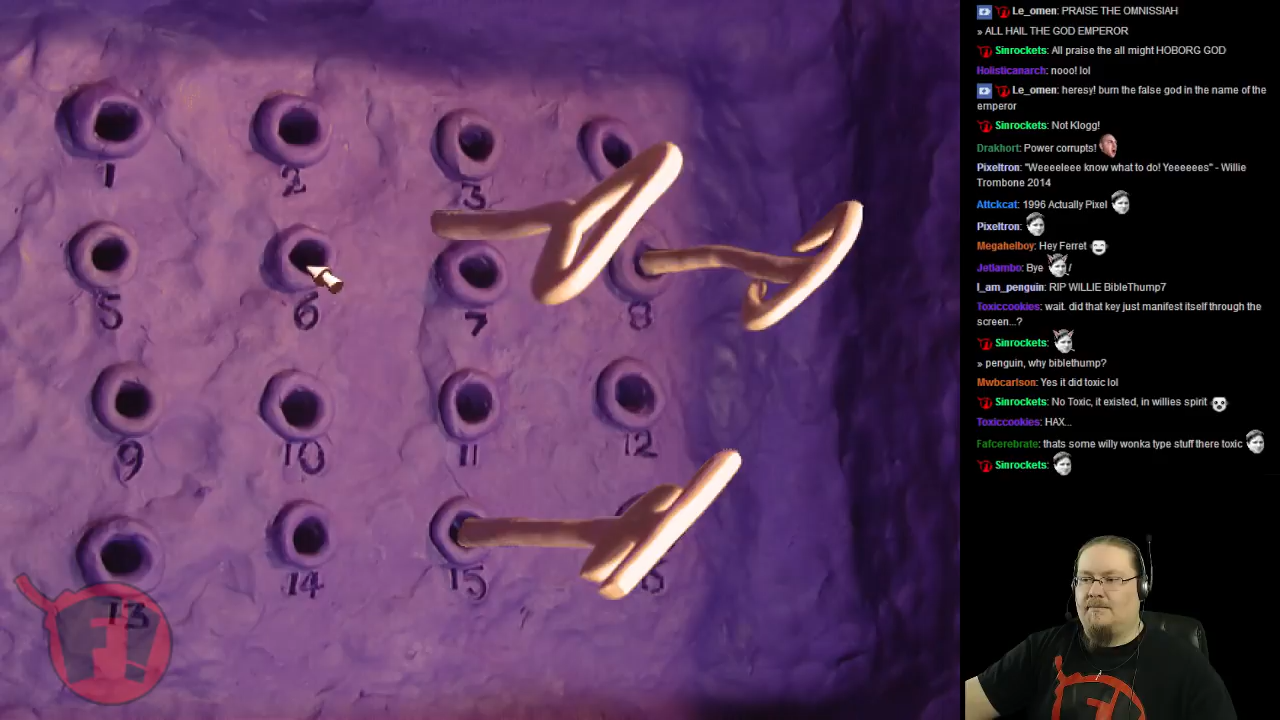 1
2
3
5
6
7
8
9
10
11
12
13
14
15
Le_omen: PRAISE THE OMNISSIAH
» ALL HAIL THE GOD EMPEROR
Sinrockets: All praise the all might HOBORG GOD
Holisticanarch: nooo! lol
Le_omen: heresy! burn the false god in the name of the
emperor
Sinrockets: Not Klogg!
Drakhort: Power corrupts!
Pixeltron: "Weeeeleee know what to do! Yeeeeees" - Willie
Trombone 2014
Attckcat: 1996 Actually Pixel
Pixeltron:
Megaheiboy: Hey Ferret
Jetlambo: Bye /
I_am_penguin: RIP WILLIE BibleThump7
Toxiccookies: wait. did that key just manifest itself through the
screen...?
Sinrockets:
» penguin, why biblethump?
Mwbcarlson: Yes it did toxic lol
Sinrockets: No Toxic, it existed, in willies spirit
Toxiccookies: HAX...
Fafcerebrate: thats some willy wonka type stuff there toxic
Sinrockets: